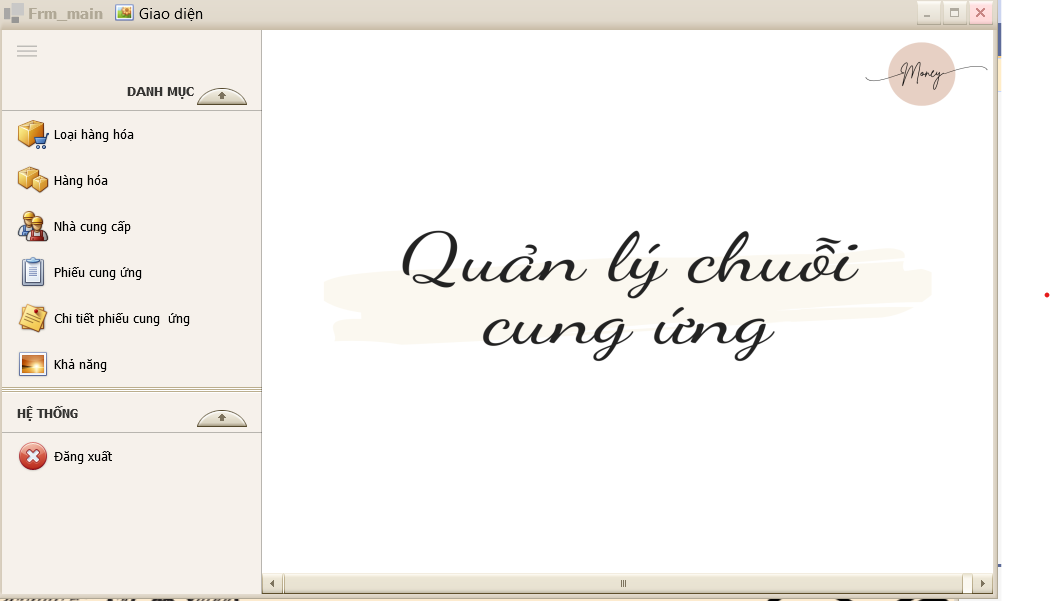 Frm_main Giao diện
DANH MỤC
Loại hàng hóa
Hàng hóa
Nhà cung cấp
Phiếu cung ứng
Chi tiết phiếu cung  ứng
Khả năng
HỆ THỐNG
Đăng xuất
Money
Quản lý chuỗi
cung ứng